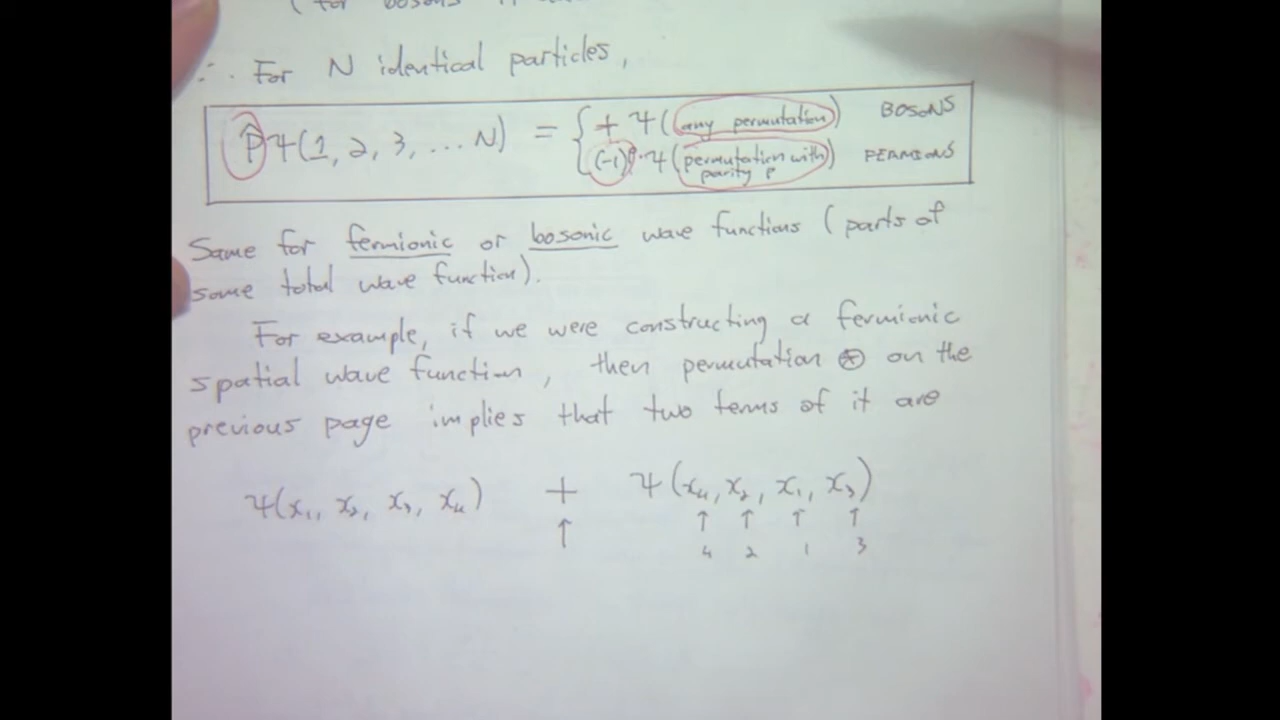 (for bosons it
∴ For N identical particles,
P̂Ψ(1, 2, 3, ... N) = { + Ψ(any permutation) BOSONS
(-1)^P · Ψ(permutation with parity P) FERMIONS
Same for fermionic or bosonic wave functions (parts of
some total wave function).
For example, if we were constructing a fermionic
spatial wave function, then permutation ⊛ on the
previous page implies that two terms of it are
Ψ(x₁, x₂, x₃, x₄) + Ψ(x₄, x₂, x₁, x₃)
↑ ↑ ↑ ↑ ↑
4 2 1 3